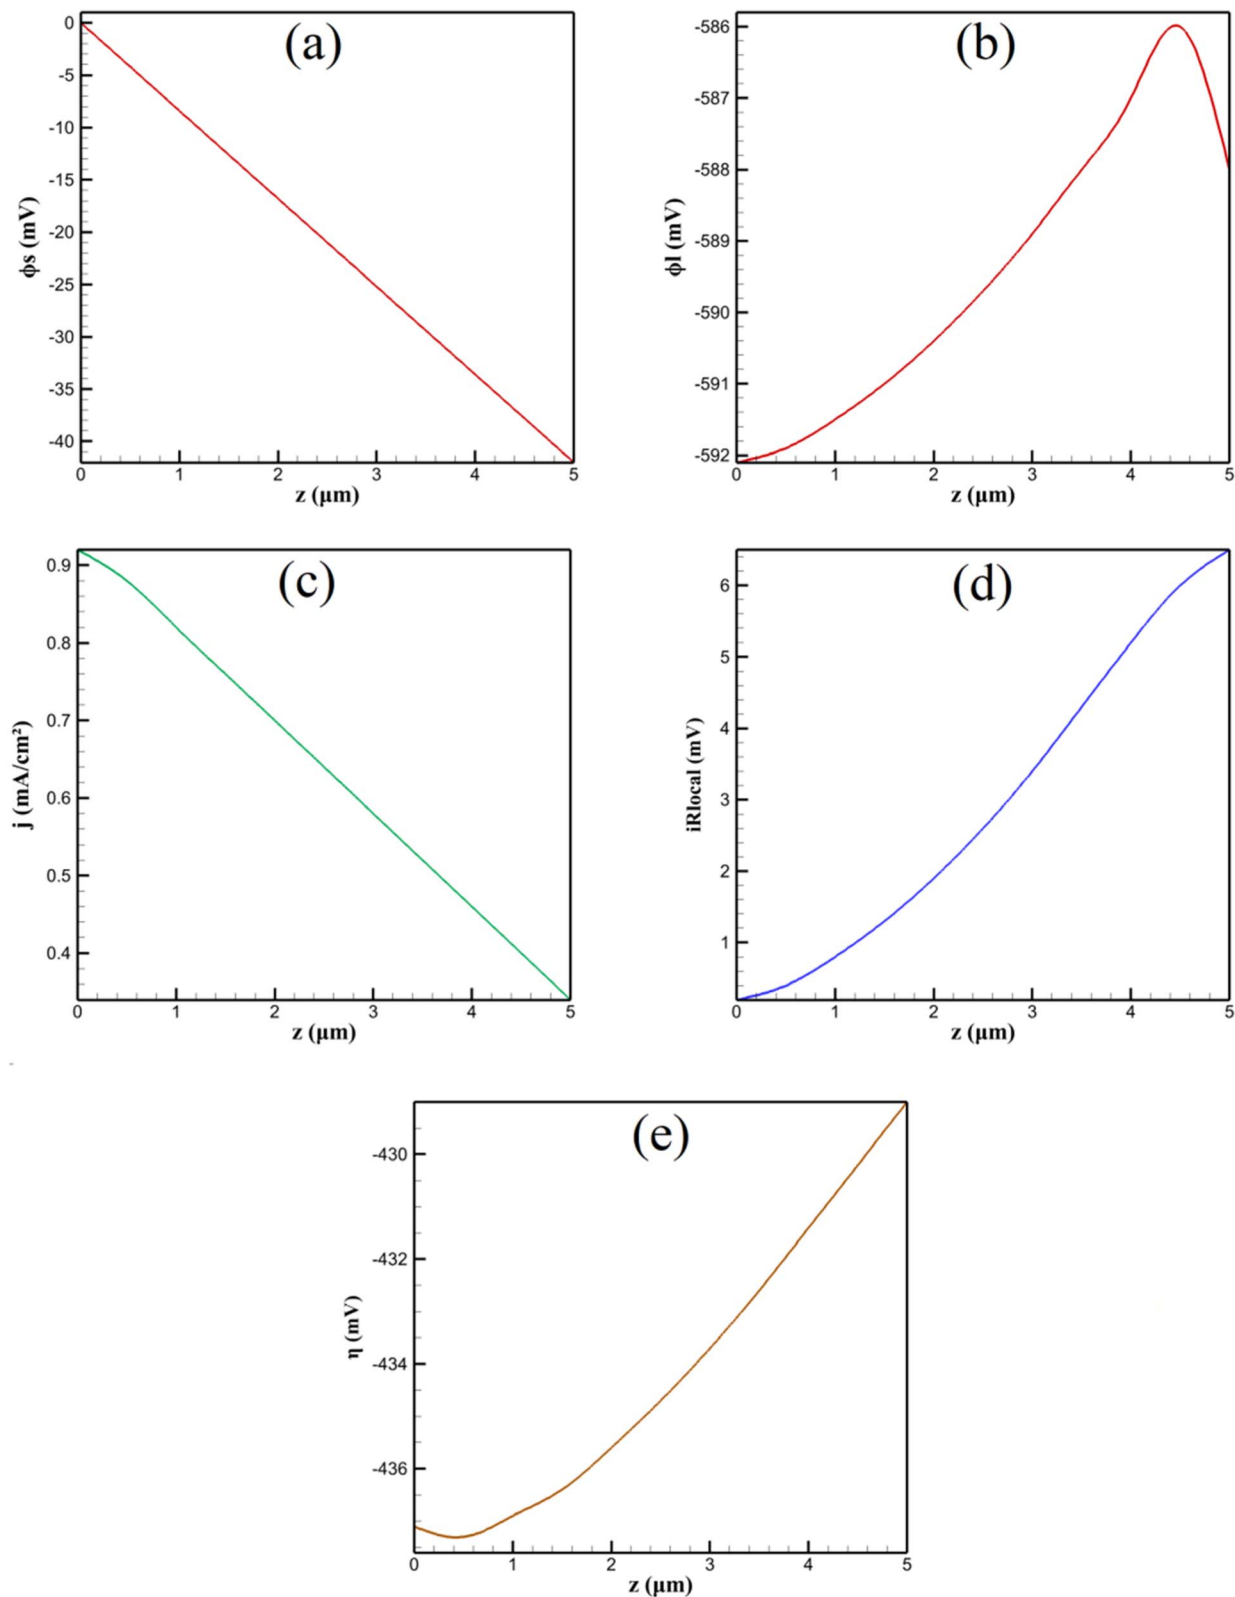 (a)
0
-5
-10
-15
-20
-25
-30
-35
-40
ϕs (mV)
0 1 2 3 4 5
z (μm)
(b)
-586
-587
-588
-589
-590
-591
-592
ϕl (mV)
0 1 2 3 4 5
z (μm)
(c)
0.9
0.8
0.7
0.6
0.5
0.4
j (mA/cm²)
0 1 2 3 4 5
z (μm)
(d)
6
5
4
3
2
1
iRlocal (mV)
0 1 2 3 4 5
z (μm)
(e)
-430
-432
-434
-436
η (mV)
0 1 2 3 4 5
z (μm)